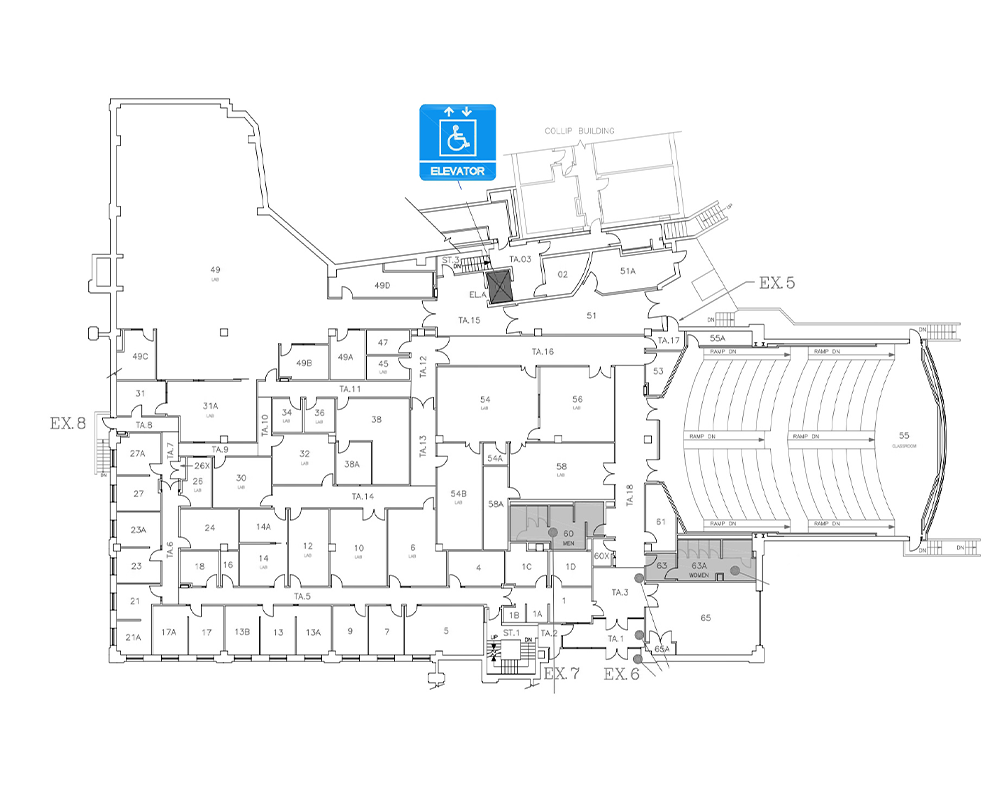 COLLIP BUILDING
ELEVATOR
UP
ST.3
DN
TA.03
02
51A
49
LAB
49D
EL.A
EX.5
TA.15
51
DN
DN
49C
49B
49A
47
45
LAB
TA.12
TA.16
TA.17
55A
53
RAMP DN
RAMP DN
31
31A
LAB
TA.11
54
LAB
56
LAB
EX.8
TA.8
TA.10
34
LAB
36
LAB
38
TA.13
RAMP DN
RAMP DN
55
CLASSROOM
27A
TA.7
TA.9
32
LAB
38A
54A
58
LAB
DN
26X
26
LAB
30
LAB
27
TA.14
54B
LAB
58A
TA.18
23A
24
14A
12
LAB
10
LAB
6
LAB
60
MEN
61
RAMP DN
RAMP DN
TA.6
23
18
16
14
LAB
4
1C
1D
60X
63
63A
WOMEN
DN
DN
21
TA.5
1
TA.3
21A
17A
17
13B
13
13A
9
7
5
1B
1A
65
ST.1
TA.2
TA.1
UP
DN
65A
EX.7
EX.6